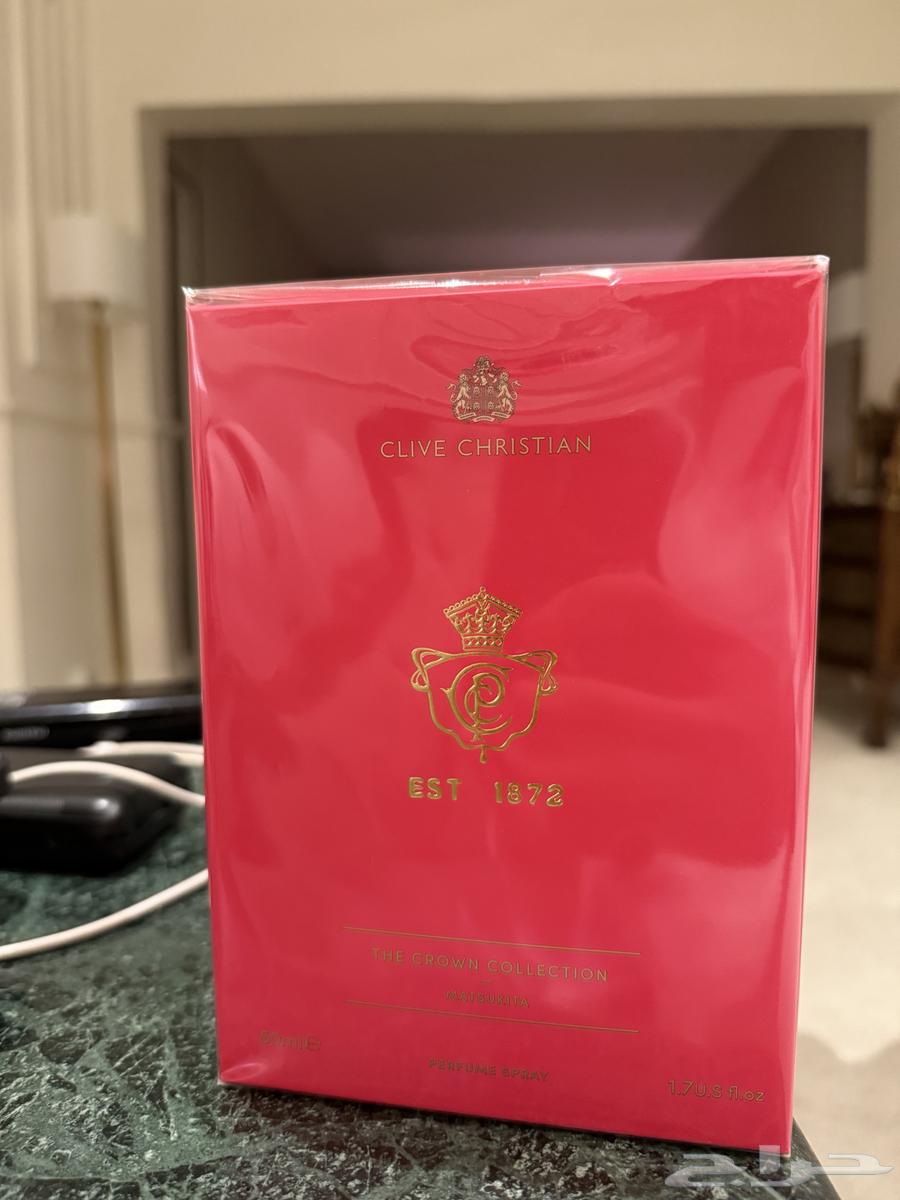 CLIVE CHRISTIAN
EST 1872
THE CROWN COLLECTION
MATSUKITA
50ml℮
PERFUME SPRAY
1.7U.S fl.oz
حراج